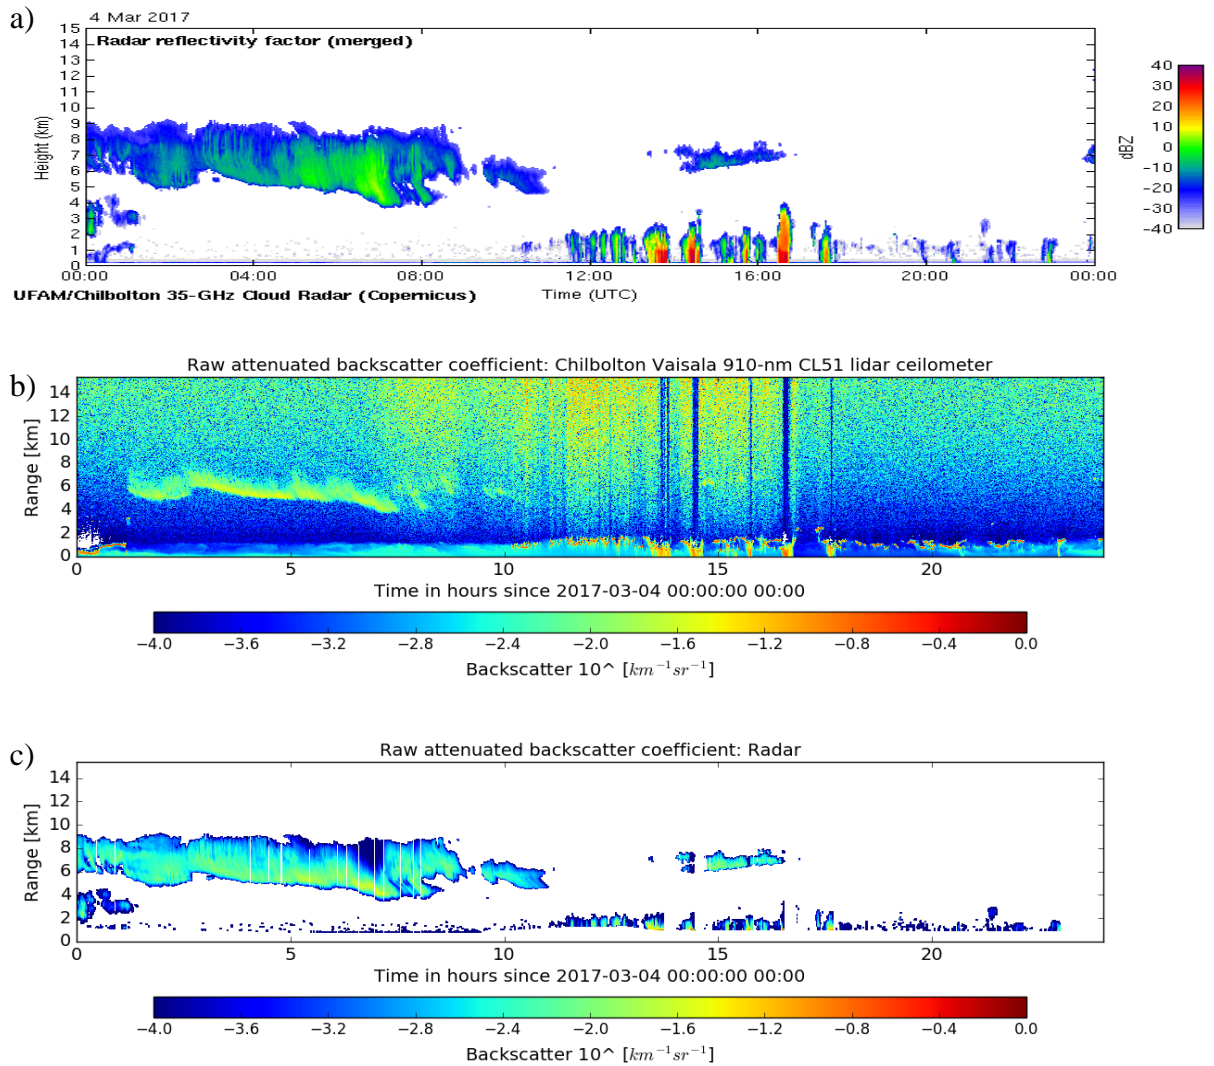 a)
4 Mar 2017
Radar reflectivity factor (merged)
15
14
13
12
11
10
9
8
7
6
5
4
3
2
1
0
Height (km)
00:00 04:00 08:00 12:00 16:00 20:00 00:00
Time (UTC)
UFAM/Chilbolton 35-GHz Cloud Radar (Copernicus)
40
30
20
10
0
-10
-20
-30
-40
dBZ
b)
Raw attenuated backscatter coefficient: Chilbolton Vaisala 910-nm CL51 lidar ceilometer
14
12
10
8
6
4
2
0
Range [km]
0 5 10 15 20
Time in hours since 2017-03-04 00:00:00 00:00
−4.0 −3.6 −3.2 −2.8 −2.4 −2.0 −1.6 −1.2 −0.8 −0.4 0.0
Backscatter 10^ [km⁻¹sr⁻¹]
c)
Raw attenuated backscatter coefficient: Radar
14
12
10
8
6
4
2
0
Range [km]
0 5 10 15 20
Time in hours since 2017-03-04 00:00:00 00:00
−4.0 −3.6 −3.2 −2.8 −2.4 −2.0 −1.6 −1.2 −0.8 −0.4 0.0
Backscatter 10^ [km⁻¹sr⁻¹]